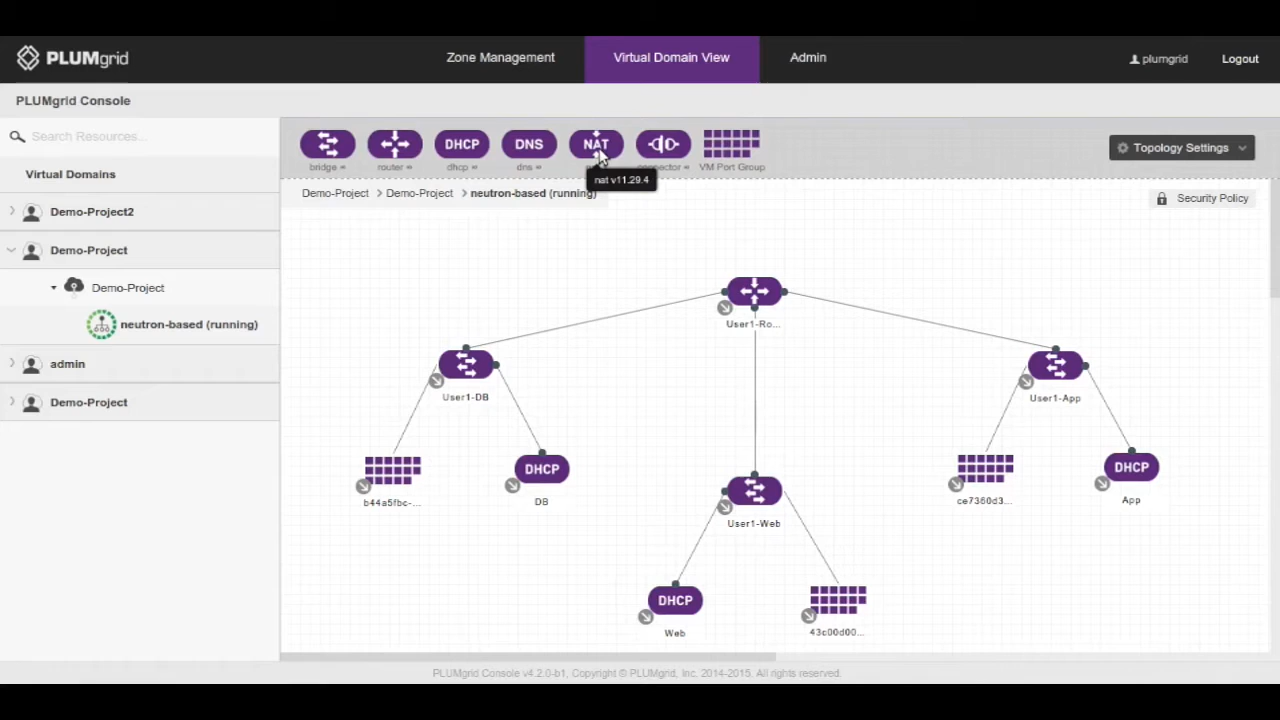 PLUMgrid
Zone Management
Virtual Domain View
Admin
plumgrid
Logout
PLUMgrid Console
Search Resources...
Virtual Domains
Demo-Project2
Demo-Project
Demo-Project
neutron-based (running)
admin
Demo-Project
DHCP
DNS
NAT
bridge
router
dhcp
dns
VM Port Group
nat v11.29.4
Topology Settings
Demo-Project > Demo-Project > neutron-based (running)
Security Policy
User1-Ro...
User1-DB
User1-App
DHCP
DHCP
b44a5fbc-...
DB
ce7360d3...
App
User1-Web
DHCP
Web
43c00d00...
PLUMgrid Console v4.2.0-b1, Copyright © PLUMgrid, Inc. 2014-2015. All rights reserved.